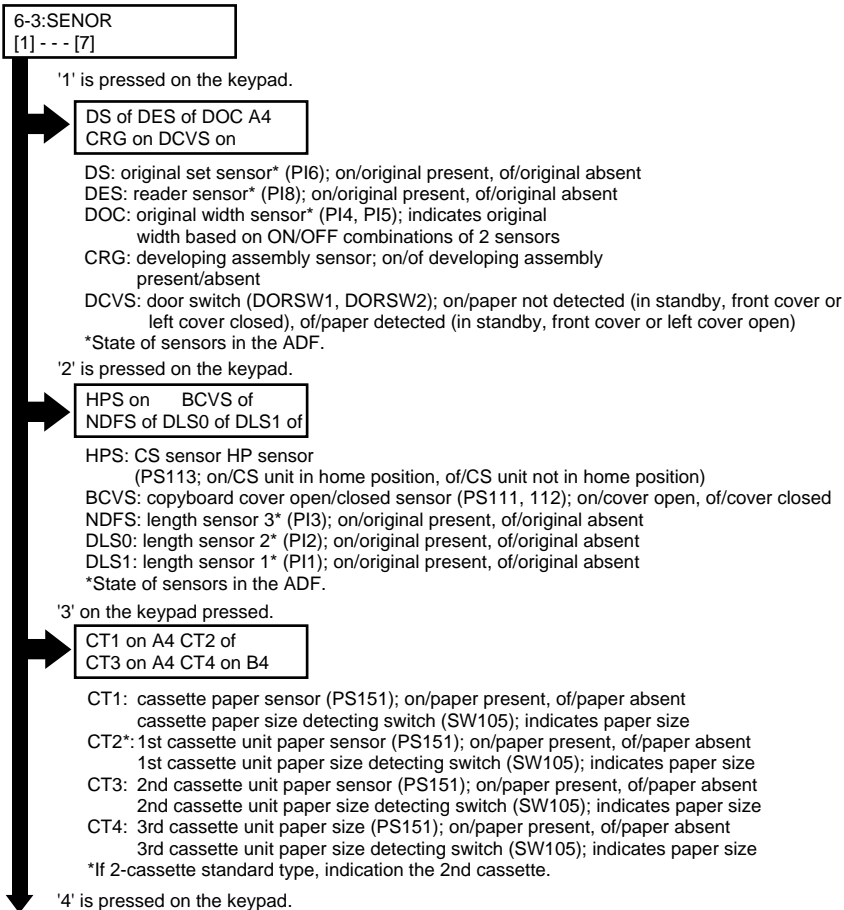 6-3:SENOR
[1] - - - [7]
'1' is pressed on the keypad.
DS of DES of DOC A4
CRG on DCVS on
DS: original set sensor* (PI6); on/original present, of/original absent
DES: reader sensor* (PI8); on/original present, of/original absent
DOC: original width sensor* (PI4, PI5); indicates original
width based on ON/OFF combinations of 2 sensors
CRG: developing assembly sensor; on/of developing assembly
present/absent
DCVS: door switch (DORSW1, DORSW2); on/paper not detected (in standby, front cover or
left cover closed), of/paper detected (in standby, front cover or left cover open)
*State of sensors in the ADF.
'2' is pressed on the keypad.
HPS on BCVS of
NDFS of DLS0 of DLS1 of
HPS: CS sensor HP sensor
(PS113; on/CS unit in home position, of/CS unit not in home position)
BCVS: copyboard cover open/closed sensor (PS111, 112); on/cover open, of/cover closed
NDFS: length sensor 3* (PI3); on/original present, of/original absent
DLS0: length sensor 2* (PI2); on/original present, of/original absent
DLS1: length sensor 1* (PI1); on/original present, of/original absent
*State of sensors in the ADF.
'3' on the keypad pressed.
CT1 on A4 CT2 of
CT3 on A4 CT4 on B4
CT1: cassette paper sensor (PS151); on/paper present, of/paper absent
cassette paper size detecting switch (SW105); indicates paper size
CT2*: 1st cassette unit paper sensor (PS151); on/paper present, of/paper absent
1st cassette unit paper size detecting switch (SW105); indicates paper size
CT3: 2nd cassette unit paper sensor (PS151); on/paper present, of/paper absent
2nd cassette unit paper size detecting switch (SW105); indicates paper size
CT4: 3rd cassette unit paper size (PS151); on/paper present, of/paper absent
3rd cassette unit paper size detecting switch (SW105); indicates paper size
*If 2-cassette standard type, indication the 2nd cassette.
'4' is pressed on the keypad.